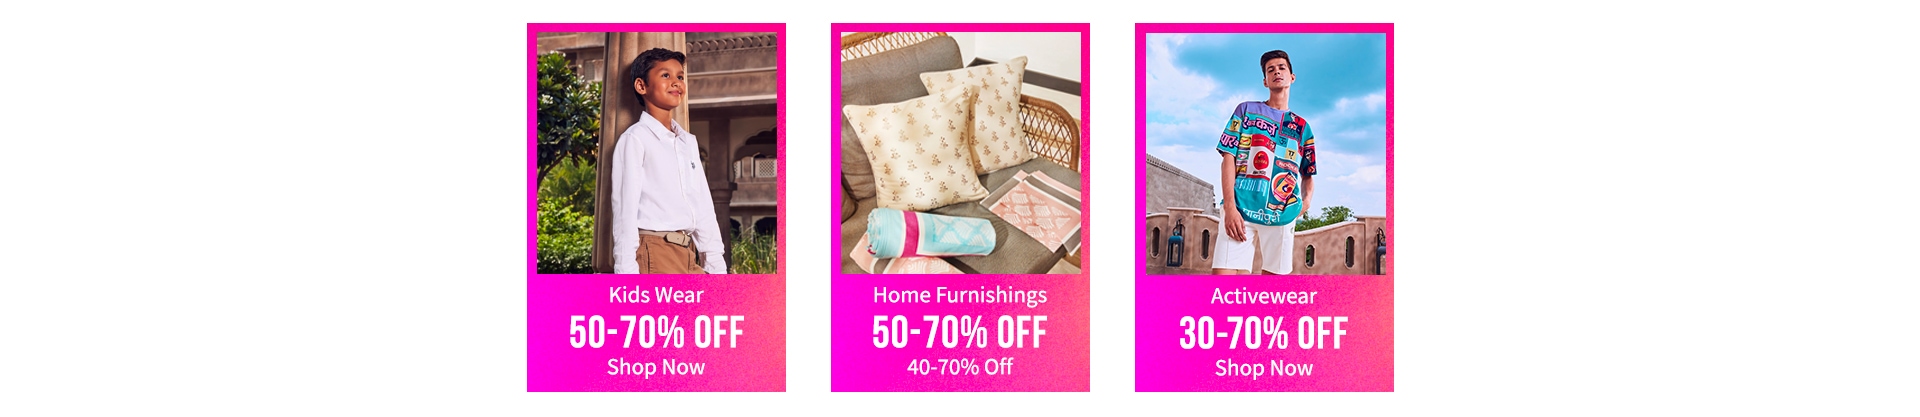 Kids Wear
50-70% OFF
Shop Now
Home Furnishings
50-70% OFF
40-70% Off
Activewear
30-70% OFF
Shop Now
पानीपुरी